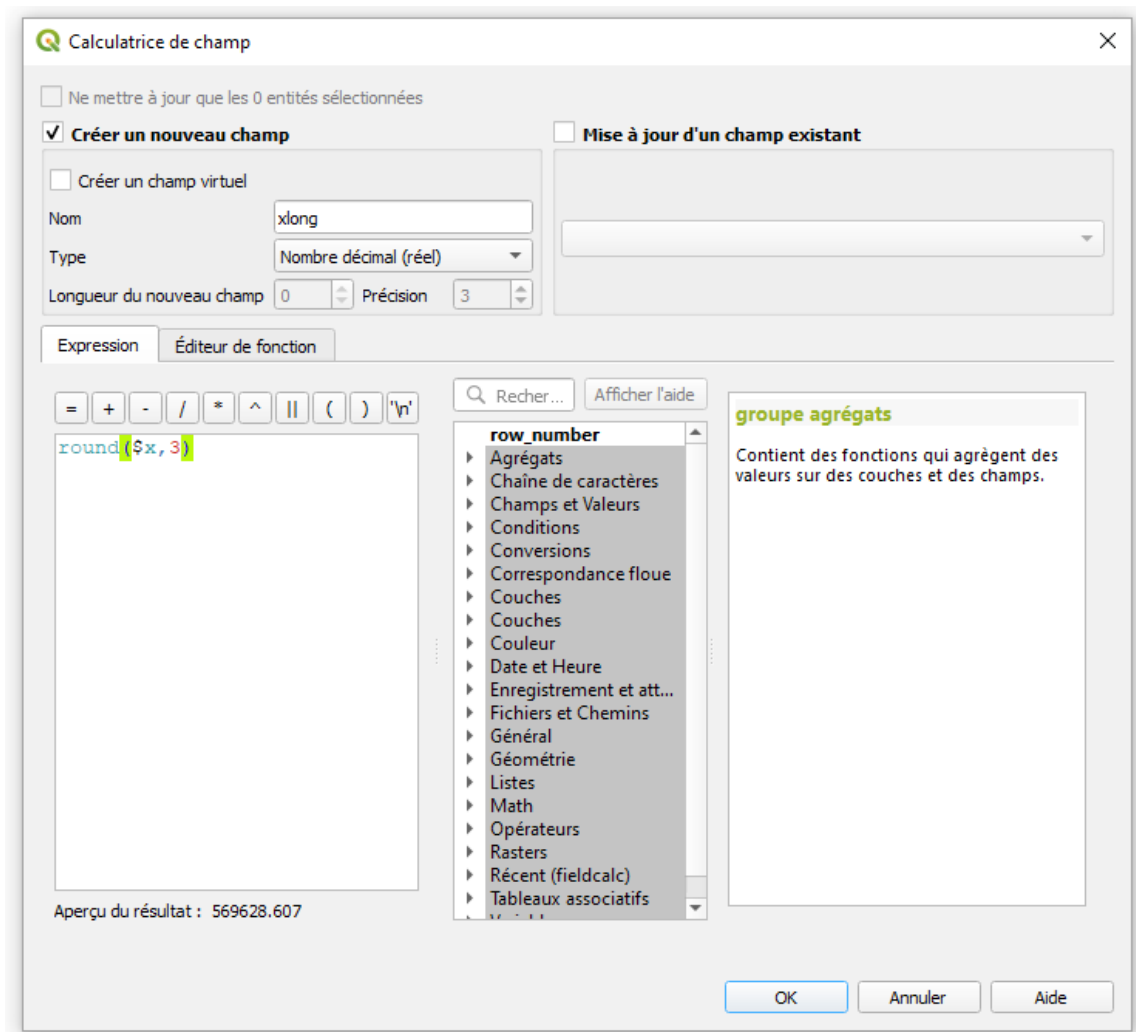 Calculatrice de champ
Ne mettre à jour que les 0 entités sélectionnées
Créer un nouveau champ
Mise à jour d'un champ existant
Créer un champ virtuel
Nom xlong
Type Nombre décimal (réel)
Longueur du nouveau champ 0 Précision 3
Expression Éditeur de fonction
= + - / * ^ || ( ) '\n'
round($x,3)
Aperçu du résultat : 569628.607
Recher... Afficher l'aide
row_number
Agrégats
Chaîne de caractères
Champs et Valeurs
Conditions
Conversions
Correspondance floue
Couches
Couches
Couleur
Date et Heure
Enregistrement et att...
Fichiers et Chemins
Général
Géométrie
Listes
Math
Opérateurs
Rasters
Récent (fieldcalc)
Tableaux associatifs
groupe agrégats
Contient des fonctions qui agrègent des
valeurs sur des couches et des champs.
OK Annuler Aide